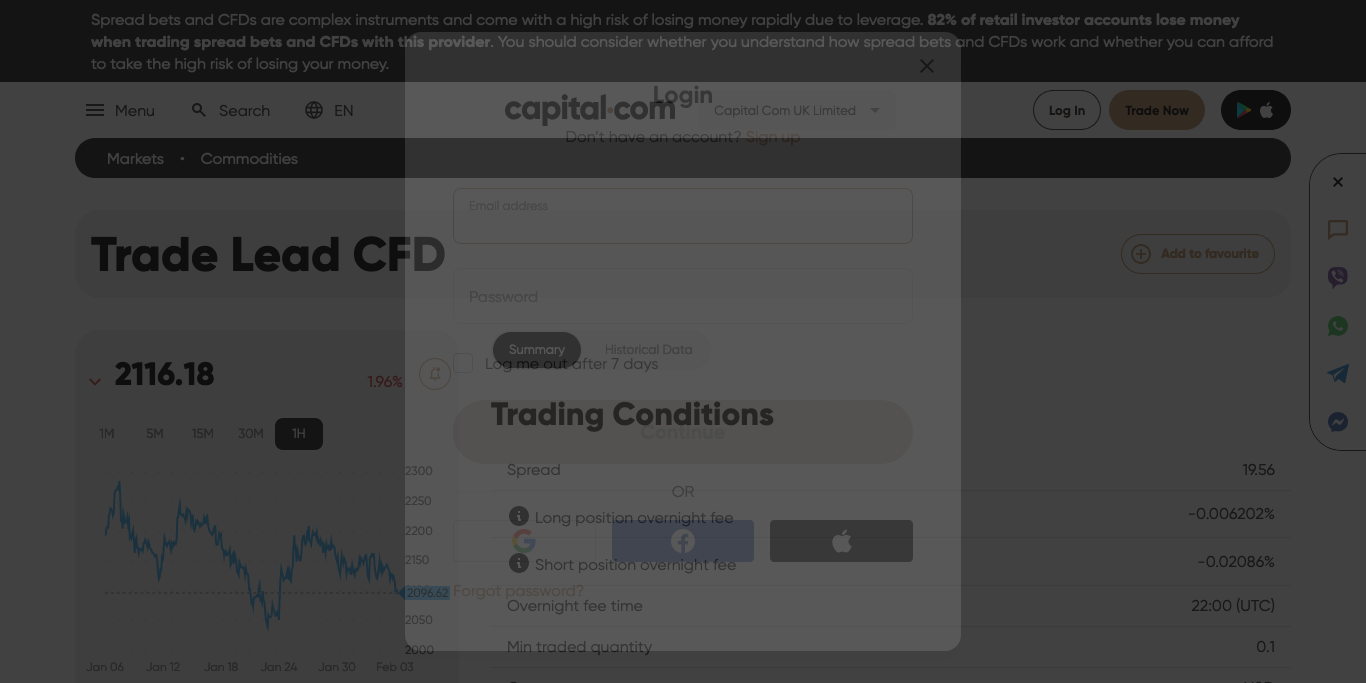 Spread bets and CFDs are complex instruments and come with a high risk of losing money rapidly due to leverage. 82% of retail investor accounts lose money
when trading spread bets and CFDs with this provider. You should consider whether you understand how spread bets and CFDs work and whether you can afford
to take the high risk of losing your money.
Menu
Search
EN
capital.com
Capital Com UK Limited
Log In
Trade Now
Login
Don't have an account? Sign up
Markets • Commodities
Email address
Trade Lead CFD
Add to favourite
Password
Summary
Historical Data
Log me out after 7 days
2116.18
1.96%
1M
5M
15M
30M
1H
Trading Conditions
Continue
2300
2250
2200
2150
2096.62
2050
2000
Jan 06
Jan 12
Jan 18
Jan 24
Jan 30
Feb 03
Spread
19.56
OR
Long position overnight fee
-0.006202%
Short position overnight fee
-0.02086%
Forgot password?
Overnight fee time
22:00 (UTC)
Min traded quantity
0.1